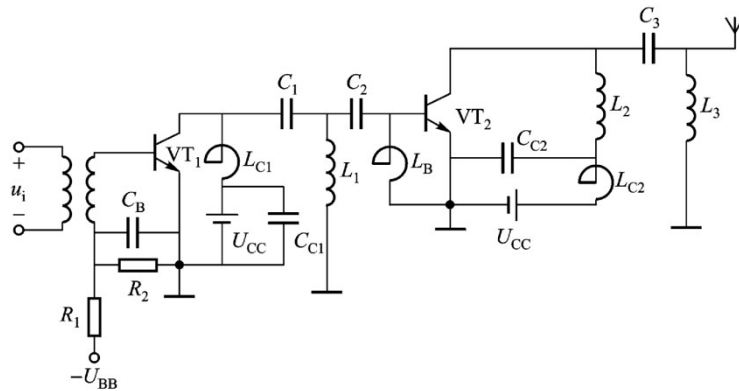 C3
C1
C2
VT2
L2
L3
VT1
CC2
+
LC1
LB
LC2
ui
L1
CB
−
UCC
CC1
UCC
R2
R1
−UBB